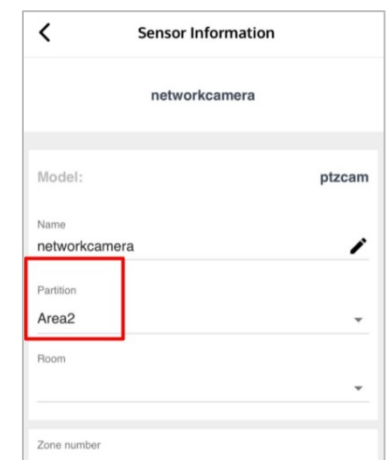 Sensor Information
networkcamera
Model: ptzcam
Name
networkcamera
Partition
Area2
Room
Zone number